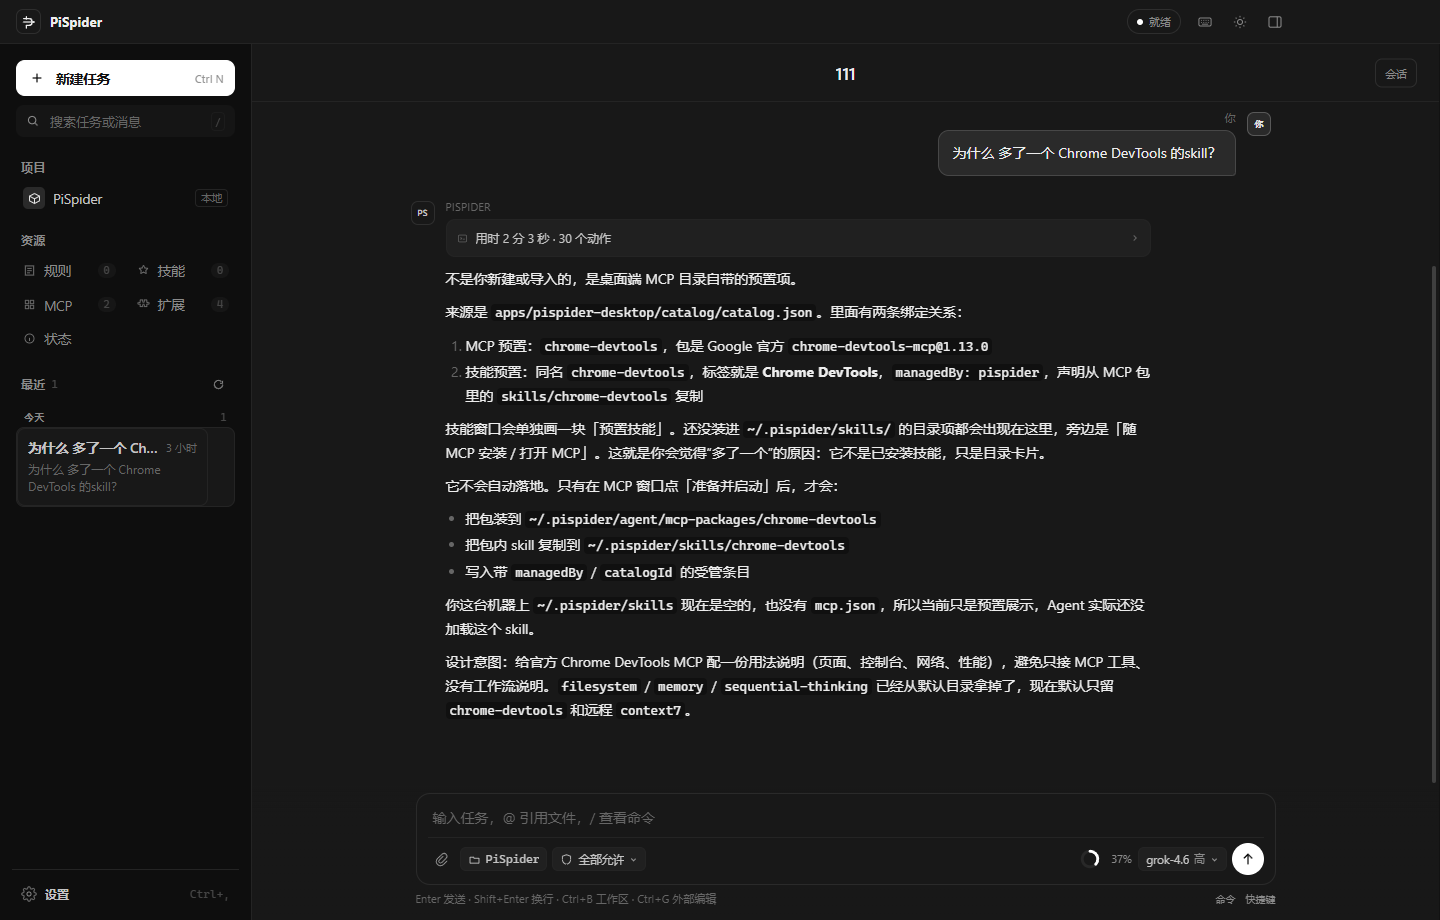 PiSpider
就绪
新建任务 Ctrl N
搜索任务或消息 /
项目
PiSpider 本地
资源
规则 0 技能 0
MCP 2 扩展 4
状态
最近 1
今天 1
为什么 多了一个 Ch... 3 小时
为什么 多了一个 Chrome
DevTools 的skill?
设置 Ctrl+,
111
会话
你
你
为什么 多了一个 Chrome DevTools 的skill?
PS
PISPIDER
用时 2 分 3 秒 · 30 个动作
不是你新建或导入的，是桌面端 MCP 目录自带的预置项。
来源是 apps/pispider-desktop/catalog/catalog.json。里面有两条绑定关系：
1. MCP 预置：chrome-devtools，包是 Google 官方 chrome-devtools-mcp@1.13.0
2. 技能预置：同名 chrome-devtools，标签就是 Chrome DevTools，managedBy: pispider，声明从 MCP 包
里的 skills/chrome-devtools 复制
技能窗口会单独画一块「预置技能」。还没装进 ~/.pispider/skills/ 的目录项都会出现在这里，旁边是「随
MCP 安装 / 打开 MCP」。这就是你会觉得“多了一个”的原因：它不是已安装技能，只是目录卡片。
它不会自动落地。只有在 MCP 窗口点「准备并启动」后，才会：
• 把包装到 ~/.pispider/agent/mcp-packages/chrome-devtools
• 把包内 skill 复制到 ~/.pispider/skills/chrome-devtools
• 写入带 managedBy / catalogId 的受管条目
你这台机器上 ~/.pispider/skills 现在是空的，也没有 mcp.json，所以当前只是预置展示，Agent 实际还没
加载这个 skill。
设计意图：给官方 Chrome DevTools MCP 配一份用法说明（页面、控制台、网络、性能），避免只接 MCP 工具、
没有工作流说明。filesystem / memory / sequential-thinking 已经从默认目录拿掉了，现在默认只留
chrome-devtools 和远程 context7。
输入任务，@ 引用文件，/ 查看命令
PiSpider 全部允许 37% grok-4.6 高
Enter 发送 · Shift+Enter 换行 · Ctrl+B 工作区 · Ctrl+G 外部编辑 命令 快捷键